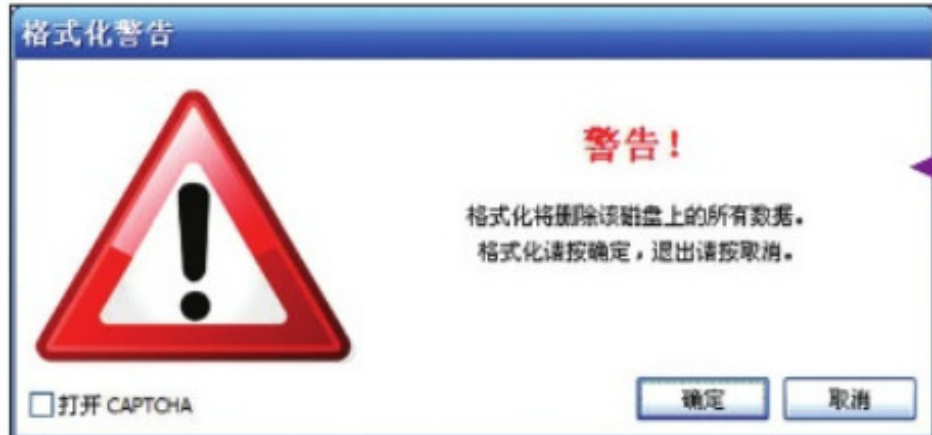 格式化警告
警告！
格式化将删除该磁盘上的所有数据。
格式化请按确定，退出请按取消。
打开 CAPTCHA
确定
取消